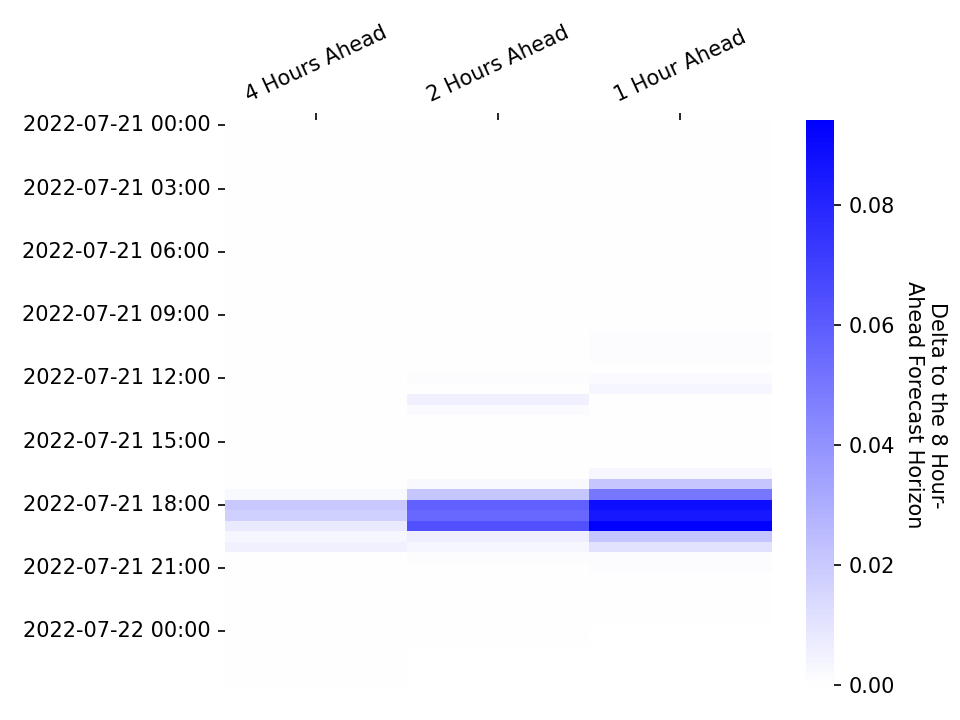 4 Hours Ahead
2 Hours Ahead
1 Hour Ahead
2022-07-21 00:00
2022-07-21 03:00
2022-07-21 06:00
2022-07-21 09:00
2022-07-21 12:00
2022-07-21 15:00
2022-07-21 18:00
2022-07-21 21:00
2022-07-22 00:00
0.08
0.06
0.04
0.02
0.00
Delta to the 8 Hour-
Ahead Forecast Horizon